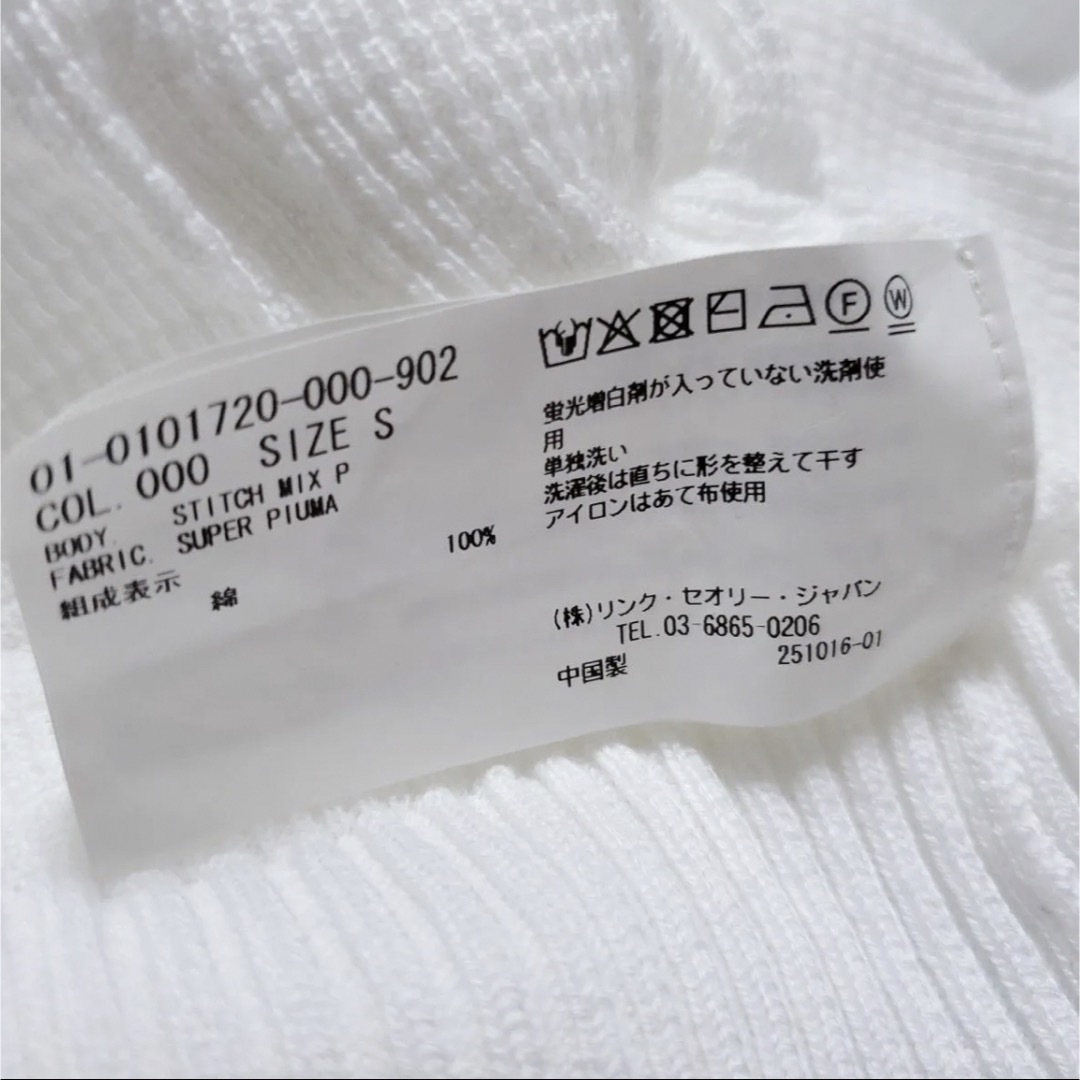 01-0101720-000-902
COL. 000 SIZE S
BODY. STITCH MIX P
FABRIC. SUPER PIUMA
組成表示
綿 100%
F W
蛍光増白剤が入っていない洗剤使
用
単独洗い
洗濯後は直ちに形を整えて干す
アイロンはあて布使用
(株)リンク・セオリー・ジャパン
TEL.03-6865-0206
中国製 251016-01